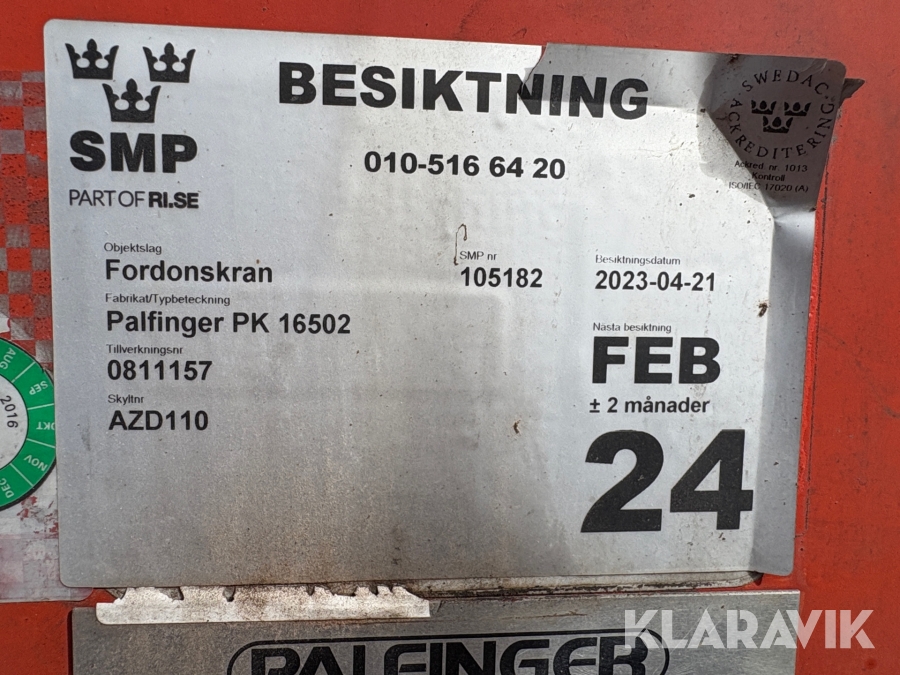 BESIKTNING
SWEDAC
ACKREDITERING
SMP
PART OF RI.SE
010-516 64 20
Ackred. nr. 1013
Kontroll
ISO/IEC 17020 (A)
Objektslag
Fordonskran
SMP nr
105182
Besiktningsdatum
2023-04-21
Fabrikat/Typbeteckning
Palfinger PK 16502
Nästa besiktning
FEB
± 2 månader
24
Tillverkningsnr
0811157
Skyltnr
AZD110
AUG
SEP
OKT
NOV
DEC
2016
PALFINGER
KLARAVIK